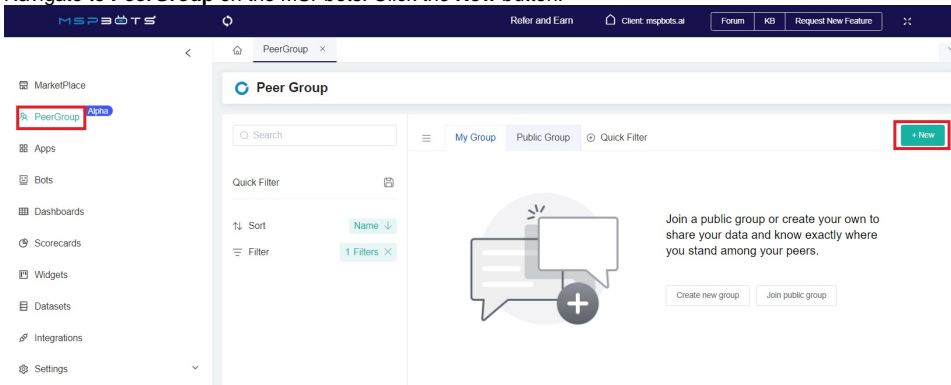 Navigate to Peer Group on the MSPbots. Click the New button.
MSPBOTS
Refer and Earn
Client: mspbots.ai
Forum
KB
Request New Feature
PeerGroup ×
MarketPlace
PeerGroup
Alpha
Apps
Bots
Dashboards
Scorecards
Widgets
Datasets
Integrations
Settings
Peer Group
Search
Quick Filter
Sort
Name ↓
Filter
1 Filters ×
My Group
Public Group
Quick Filter
+ New
Join a public group or create your own to
share your data and know exactly where
you stand among your peers.
Create new group
Join public group